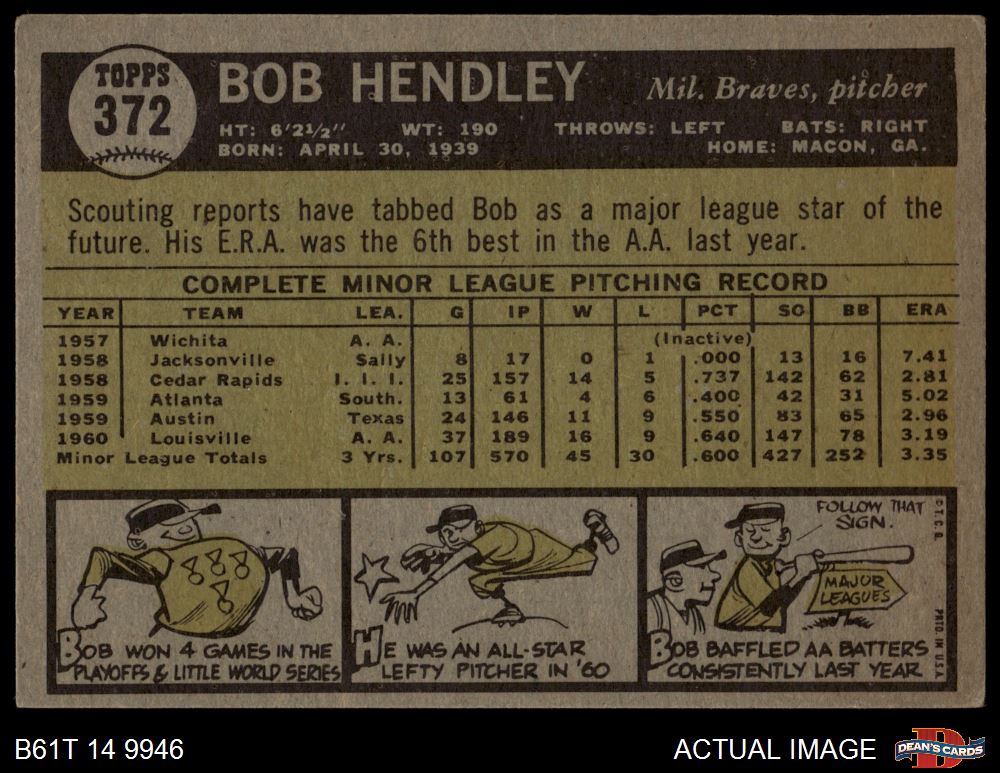 TOPPS
372
BOB HENDLEY Mil. Braves, pitcher
HT: 6'2½" WT: 190 THROWS: LEFT BATS: RIGHT
BORN: APRIL 30, 1939 HOME: MACON, GA.
Scouting reports have tabbed Bob as a major league star of the
future. His E.R.A. was the 6th best in the A.A. last year.
COMPLETE MINOR LEAGUE PITCHING RECORD
YEAR TEAM LEA. G IP W L PCT SO BB ERA
1957 Wichita A. A. (Inactive)
1958 Jacksonville Sally 8 17 0 1 .000 13 16 7.41
1958 Cedar Rapids I. I. I. 25 157 14 5 .737 142 62 2.81
1959 Atlanta South. 13 61 4 6 .400 42 31 5.02
1959 Austin Texas 24 146 11 9 .550 83 65 2.96
1960 Louisville A. A. 37 189 16 9 .640 147 78 3.19
Minor League Totals 3 Yrs. 107 570 45 30 .600 427 252 3.35
BOB WON 4 GAMES IN THE
PLAYOFFS & LITTLE WORLD SERIES
HE WAS AN ALL-STAR
LEFTY PITCHER IN '60
FOLLOW THAT
SIGN.
MAJOR
LEAGUES
BOB BAFFLED AA BATTERS
CONSISTENTLY LAST YEAR
©T.C.G. PRTD. IN U.S.A.
B61T 14 9946
ACTUAL IMAGE
DEAN'S CARDS